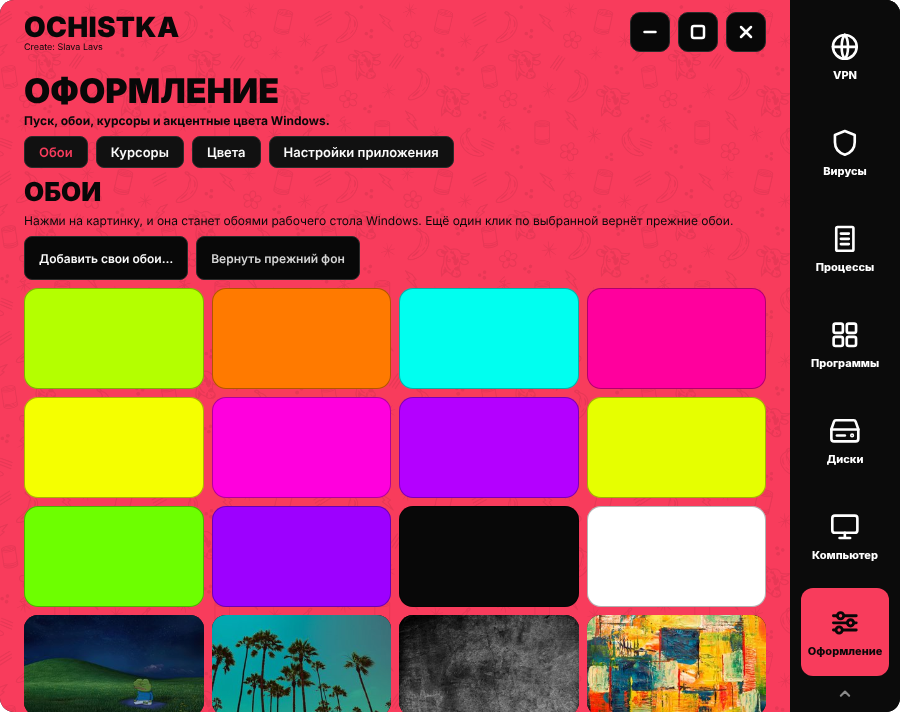 OCHISTKA
Create: Slava Lavs
ОФОРМЛЕНИЕ
Пуск, обои, курсоры и акцентные цвета Windows.
Обои
Курсоры
Цвета
Настройки приложения
ОБОИ
Нажми на картинку, и она станет обоями рабочего стола Windows. Ещё один клик по выбранной вернёт прежние обои.
Добавить свои обои...
Вернуть прежний фон
VPN
Вирусы
Процессы
Программы
Диски
Компьютер
Оформление